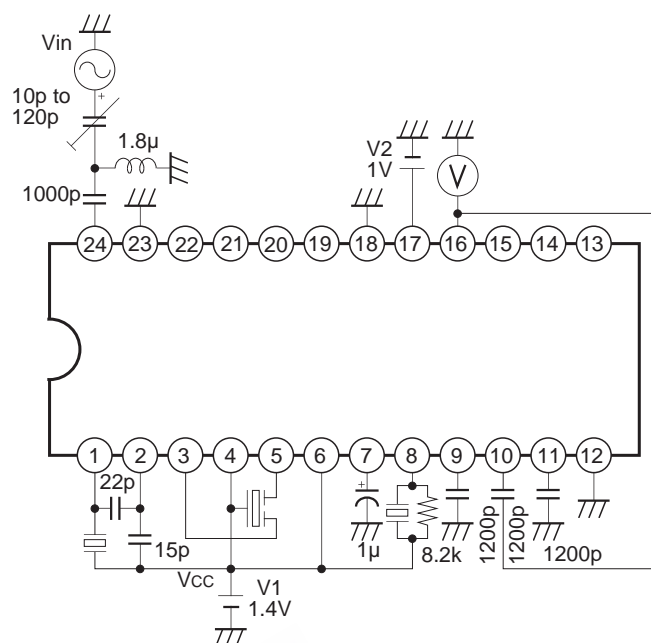 Vin
+
10p to
120p
1.8μ
1000p
V2
1V
V
24 23 22 21 20 19 18 17 16 15 14 13
1 2 3 4 5 6 7 8 9 10 11 12
22p
15p
+
1μ
8.2k
1200p
1200p
1200p
VCC
V1
1.4V